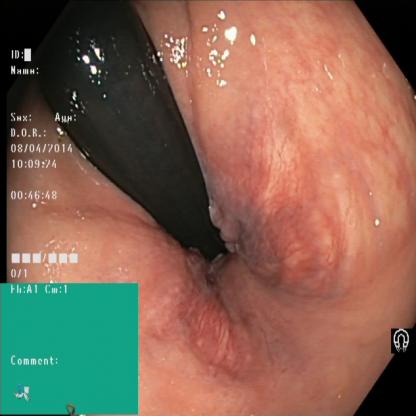 ID:
Name:
Sex: Age:
D.O.B.:
08/04/2014
10:09:24
00:46:48
0/1
Eh:A1 Cm:1
Comment: